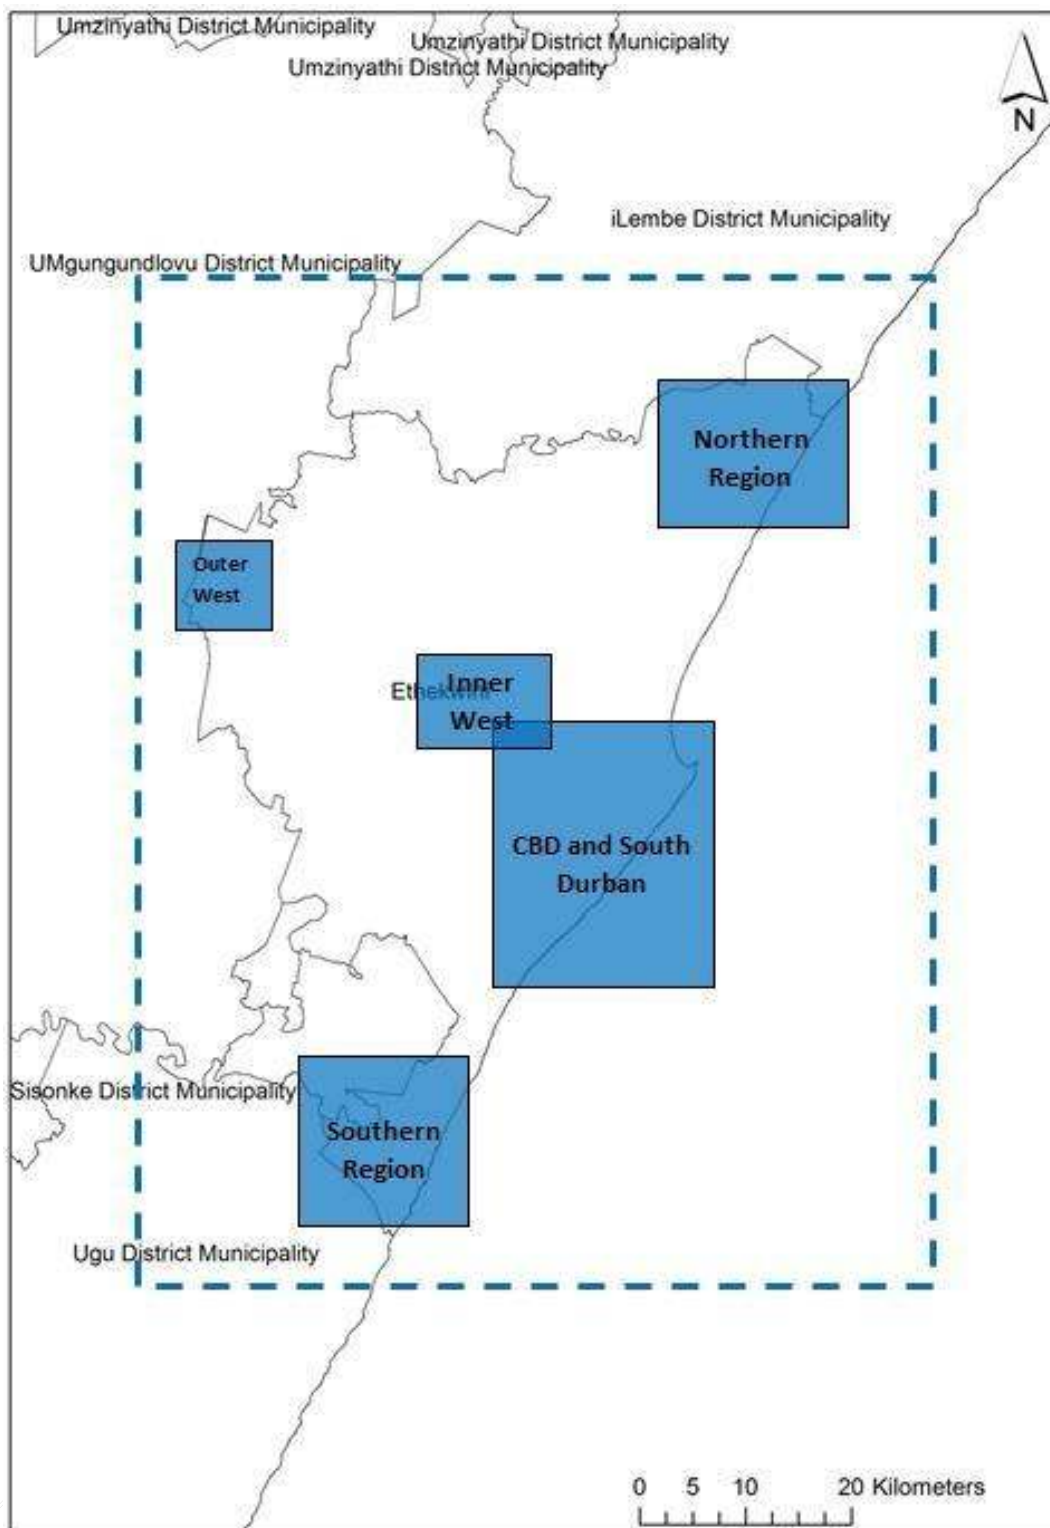 Umzinyathi District Municipality
Umzinyathi District Municipality
Umzinyathi District Municipality
N
iLembe District Municipality
UMgungundlovu District Municipality
Northern
Region
Outer
West
Ethekwini
Inner
West
CBD and South
Durban
Sisonke District Municipality
Southern
Region
Ugu District Municipality
0 5 10 20 Kilometers